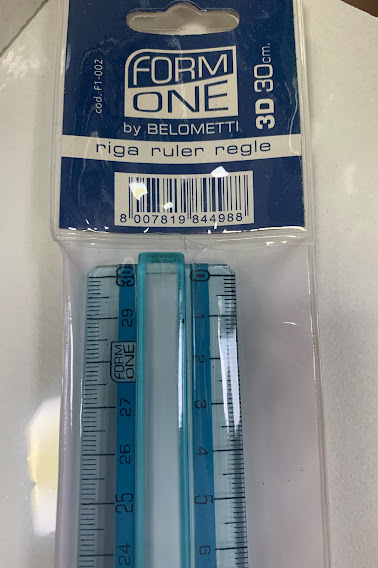 FORM
ONE
by BELOMETTI
cod. F1-002
3D 30cm.
riga ruler regle
8 007819 844988
30
29
FORM
ONE
27
26
25
24
0
1
2
3
4
5
6